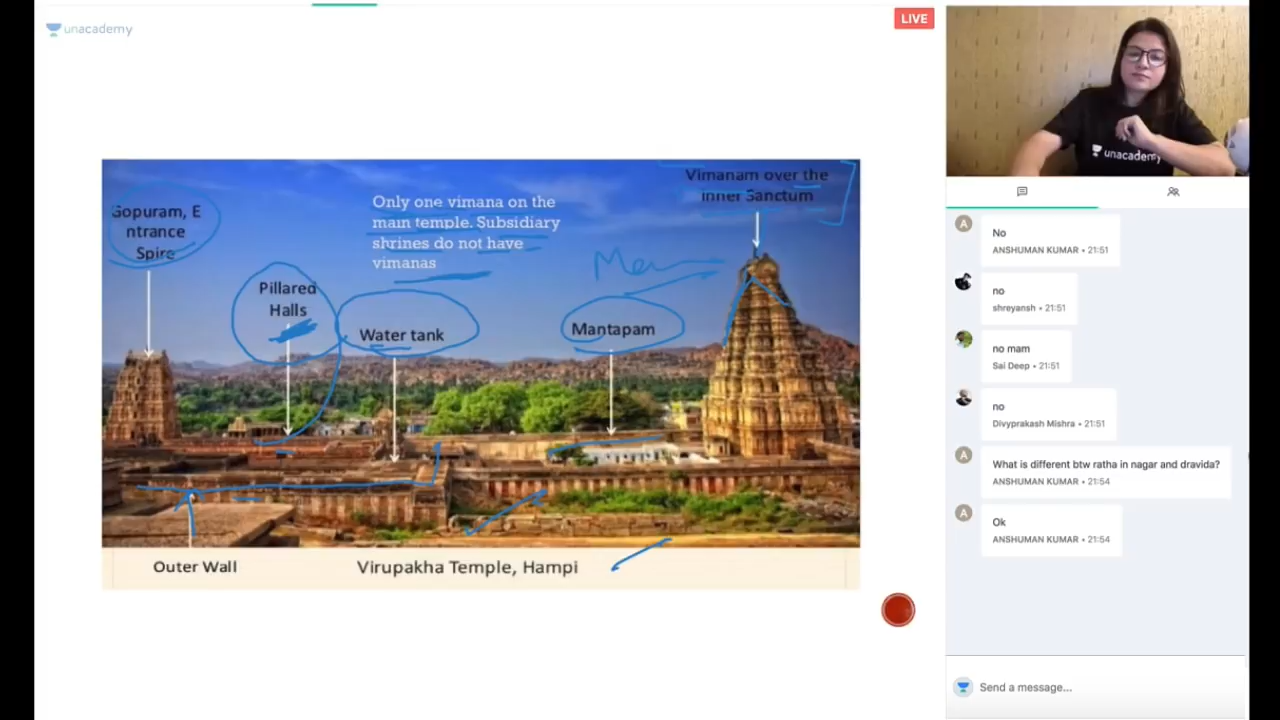 unacademy
LIVE
Gopuram, E
ntrance
Spire
Pillared
Halls
Only one vimana on the
main temple. Subsidiary
shrines do not have
vimanas
Water tank
Mantapam
Vimanam over the
inner Sanctum
Outer Wall
Virupakha Temple, Hampi
unacademy
A
No
ANSHUMAN KUMAR • 21:51
no
shreyansh • 21:51
no mam
Sai Deep • 21:51
no
Divyprakash Mishra • 21:51
A
What is different btw ratha in nagar and dravida?
ANSHUMAN KUMAR • 21:54
A
Ok
ANSHUMAN KUMAR • 21:54
Send a message...